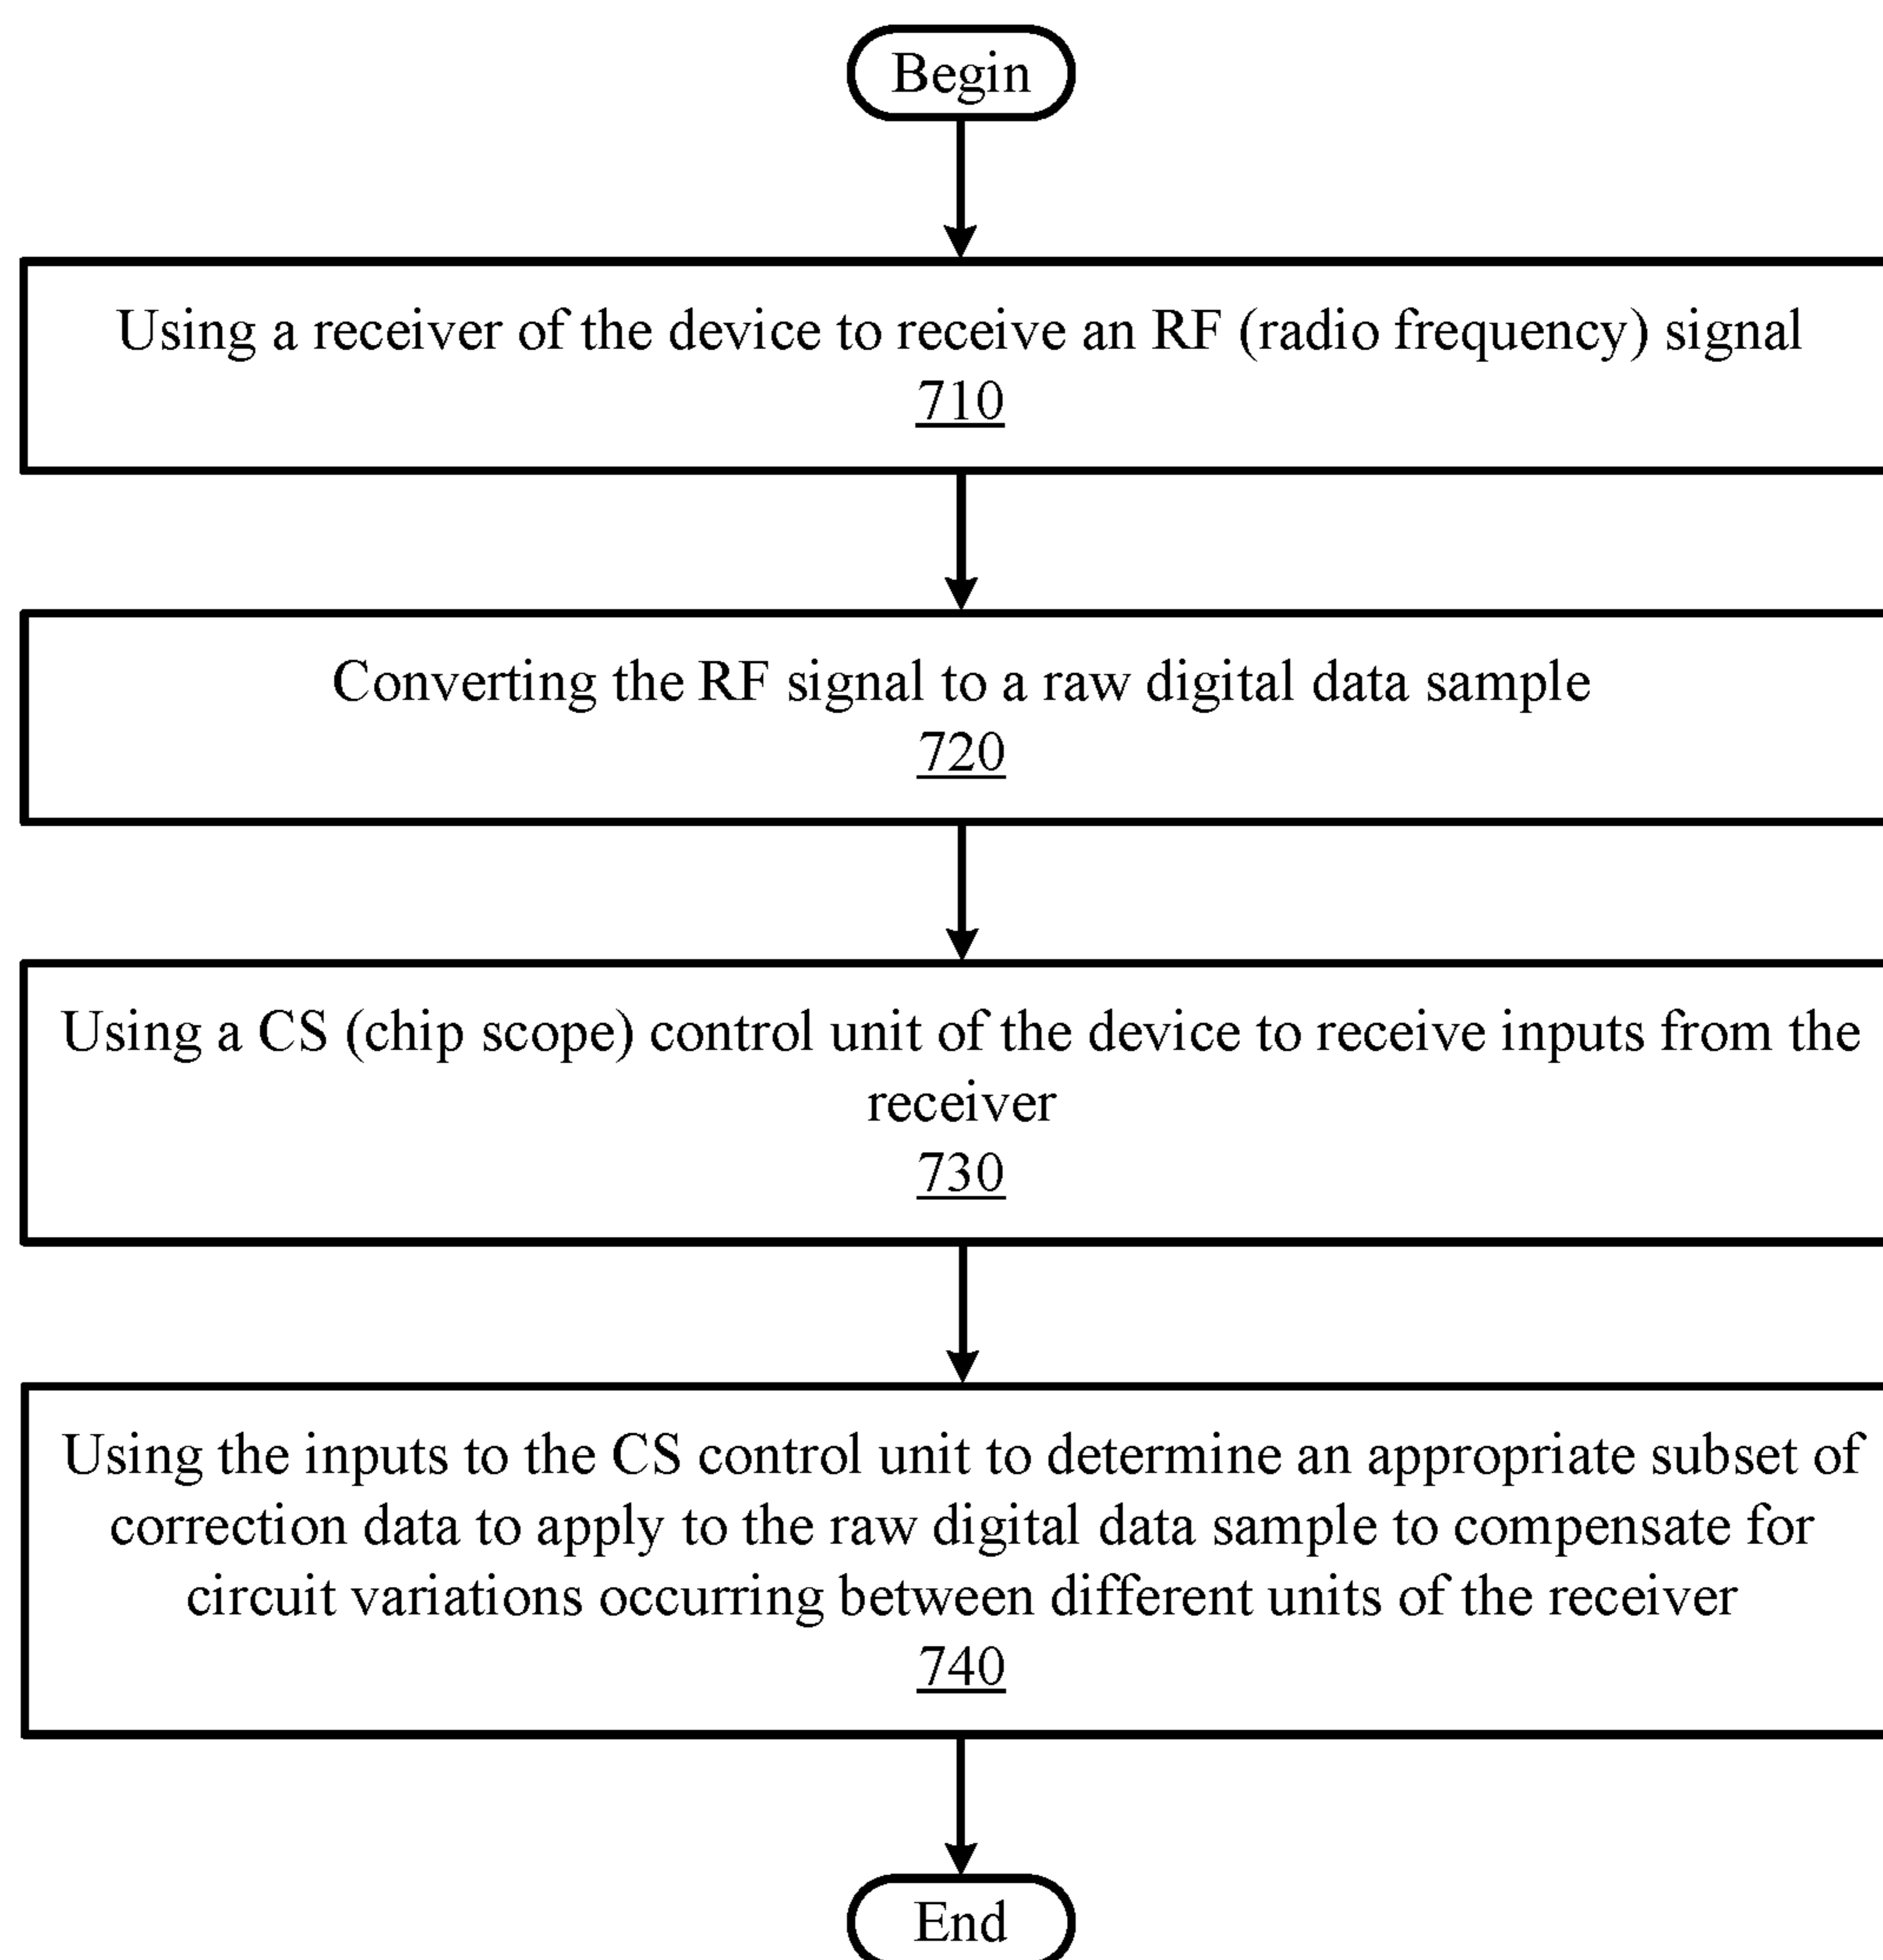 Begin
Using a receiver of the device to receive an RF (radio frequency) signal
710
Converting the RF signal to a raw digital data sample
720
Using a CS (chip scope) control unit of the device to receive inputs from the
receiver
730
Using the inputs to the CS control unit to determine an appropriate subset of
correction data to apply to the raw digital data sample to compensate for
circuit variations occurring between different units of the receiver
740
End